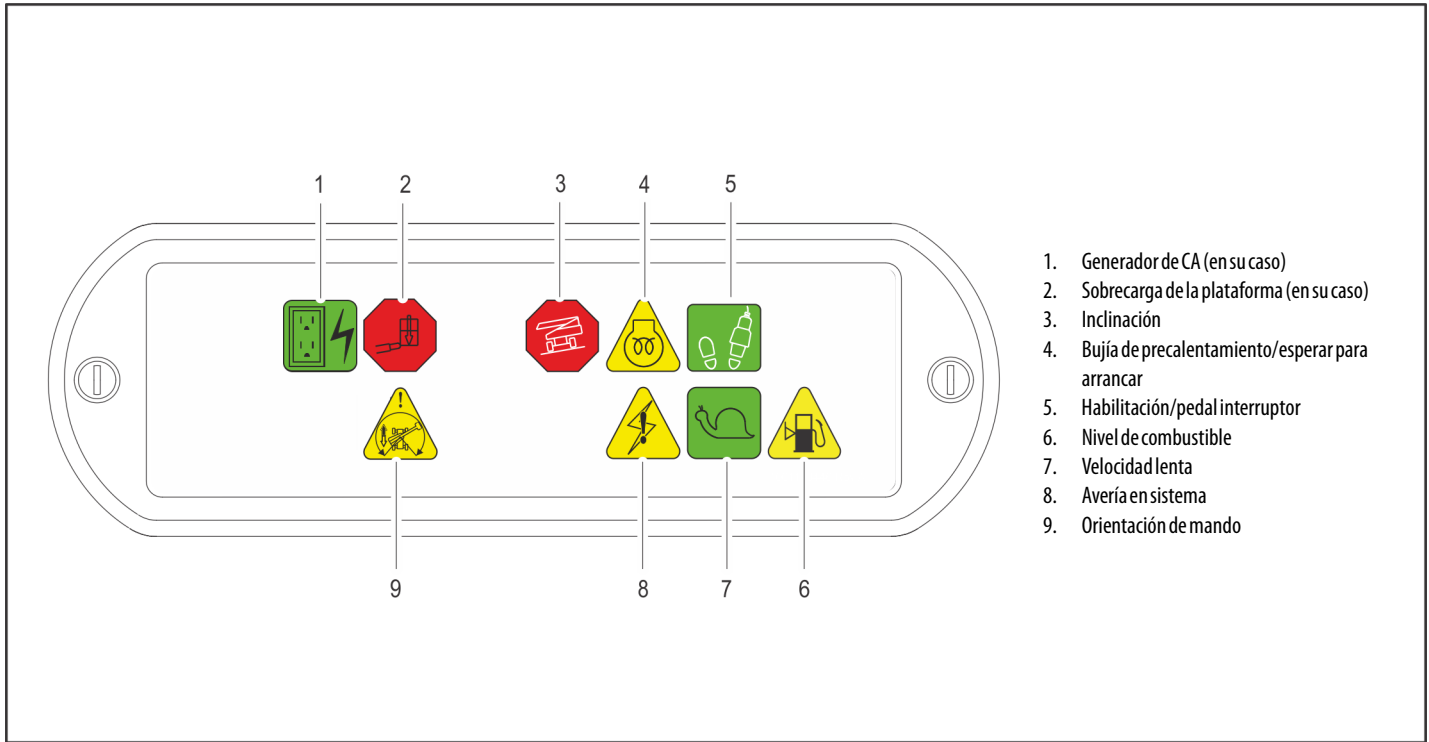 1 2 3 4 5
1. Generador de CA (en su caso)
2. Sobrecarga de la plataforma (en su caso)
3. Inclinación
4. Bujía de precalentamiento/esperar para
arrancar
5. Habilitación/pedal interruptor
6. Nivel de combustible
7. Velocidad lenta
8. Avería en sistema
9. Orientación de mando
9 8 7 6